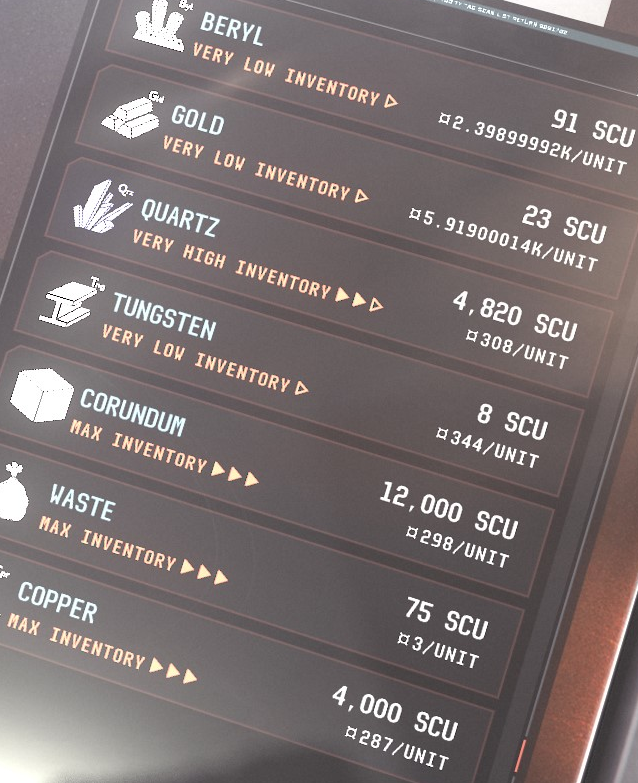 BERYL
VERY LOW INVENTORY
91 SCU
¤2.39899992K/UNIT
GOLD
VERY LOW INVENTORY
23 SCU
¤5.91900014K/UNIT
QUARTZ
VERY HIGH INVENTORY
4,820 SCU
¤308/UNIT
TUNGSTEN
VERY LOW INVENTORY
8 SCU
¤344/UNIT
CORUNDUM
MAX INVENTORY
12,000 SCU
¤298/UNIT
WASTE
MAX INVENTORY
75 SCU
¤3/UNIT
COPPER
MAX INVENTORY
4,000 SCU
¤287/UNIT